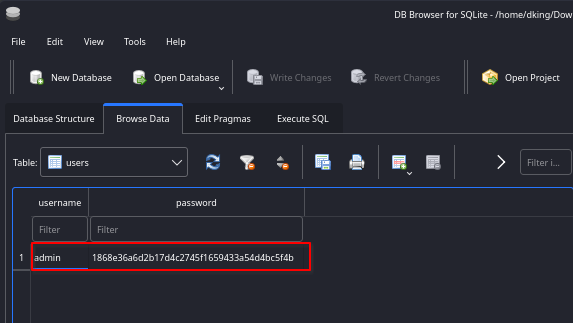 DB Browser for SQLite - /home/dking/Dow
File Edit View Tools Help
New Database Open Database Write Changes Revert Changes Open Project
Database Structure Browse Data Edit Pragmas Execute SQL
Table: users Filter i...
username password
Filter Filter
1 admin 1868e36a6d2b17d4c2745f1659433a54d4bc5f4b